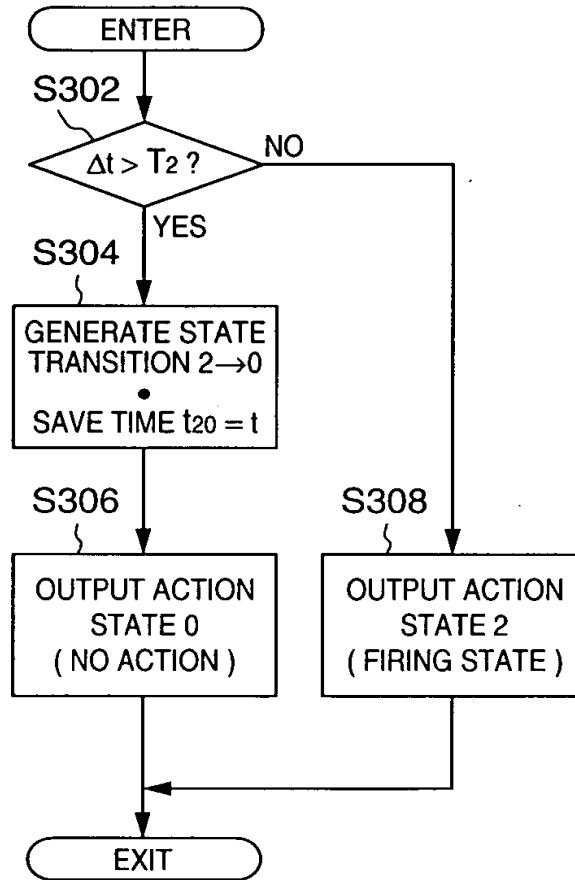 ENTER
S302
Δt > T2 ?
NO
YES
S304
GENERATE STATE
TRANSITION 2→0
•
SAVE TIME t20 = t
S306
OUTPUT ACTION
STATE 0
( NO ACTION )
S308
OUTPUT ACTION
STATE 2
( FIRING STATE )
EXIT